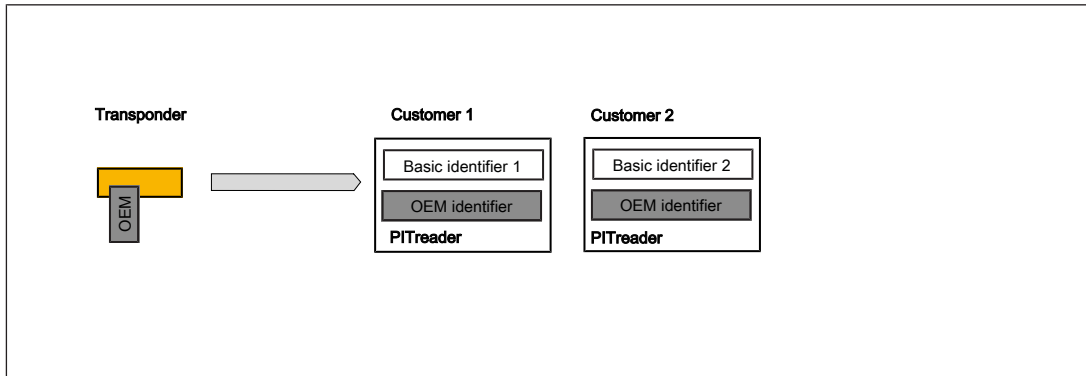 Transponder
Customer 1
Customer 2
OEM
Basic identifier 1
OEM identifier
PITreader
Basic identifier 2
OEM identifier
PITreader